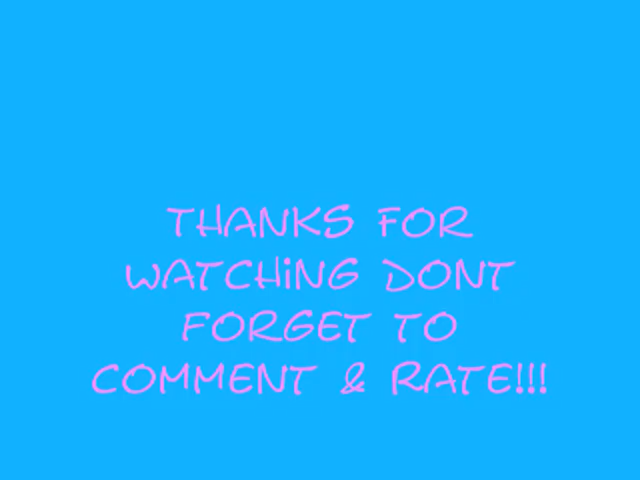 THANKS FOR
WATCHiNG DONT
FORGET TO
COMMENT & RATE!!!